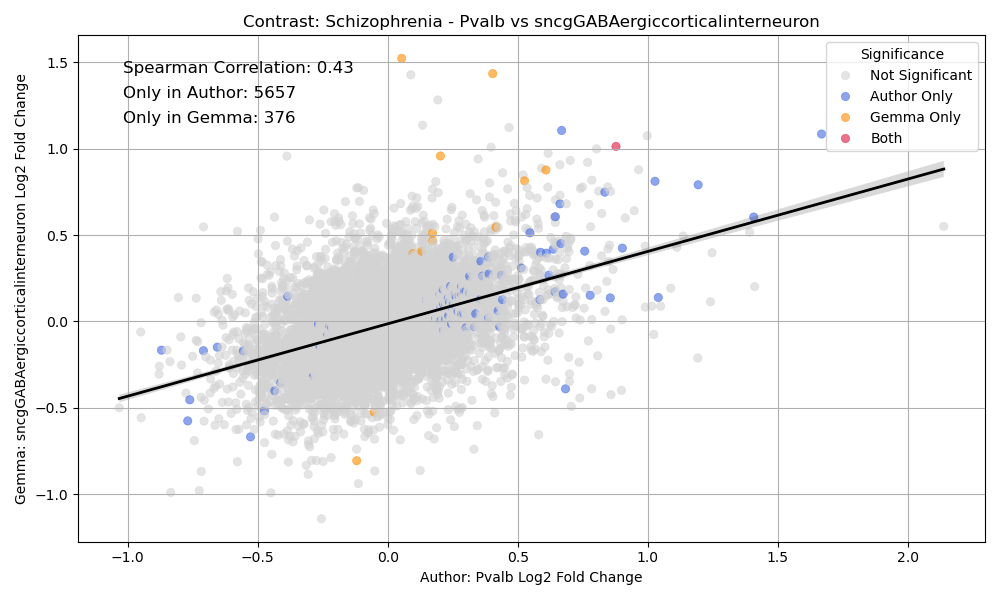 Contrast: Schizophrenia - Pvalb vs sncgGABAergiccorticalinterneuron
Spearman Correlation: 0.43
Only in Author: 5657
Only in Gemma: 376
Significance
Not Significant
Author Only
Gemma Only
Both
Gemma: sncgGABAergiccorticalinterneuron Log2 Fold Change
1.5
1.0
0.5
0.0
−0.5
−1.0
−1.0 −0.5 0.0 0.5 1.0 1.5 2.0
Author: Pvalb Log2 Fold Change